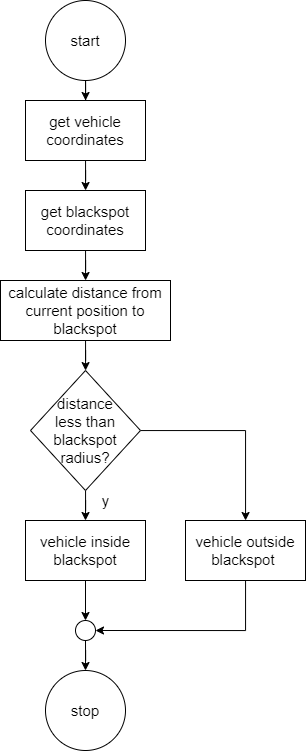 start
get vehicle
coordinates
get blackspot
coordinates
calculate distance from
current position to
blackspot
distance
less than
blackspot
radius?
y
vehicle inside
blackspot
vehicle outside
blackspot
stop